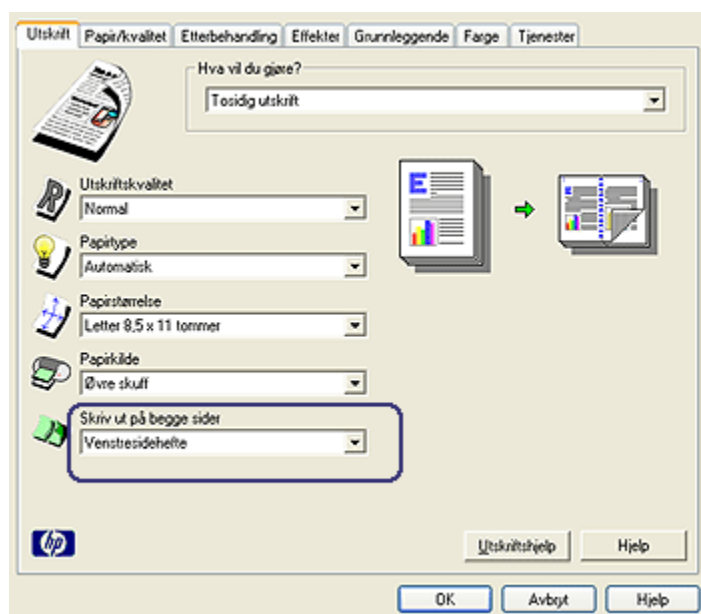 Utskrift Papir/kvalitet Etterbehandling Effekter Grunnleggende Farge Tjenester
Hva vil du gjøre?
Tosidig utskrift
Utskriftskvalitet
Normal
Papirtype
Automatisk
Papirstørrelse
Letter 8,5 x 11 tommer
Papirkilde
Øvre skuff
Skriv ut på begge sider
Venstresidehefte
E
E
hp
Utskriftshjelp Hjelp
OK Avbryt Hjelp